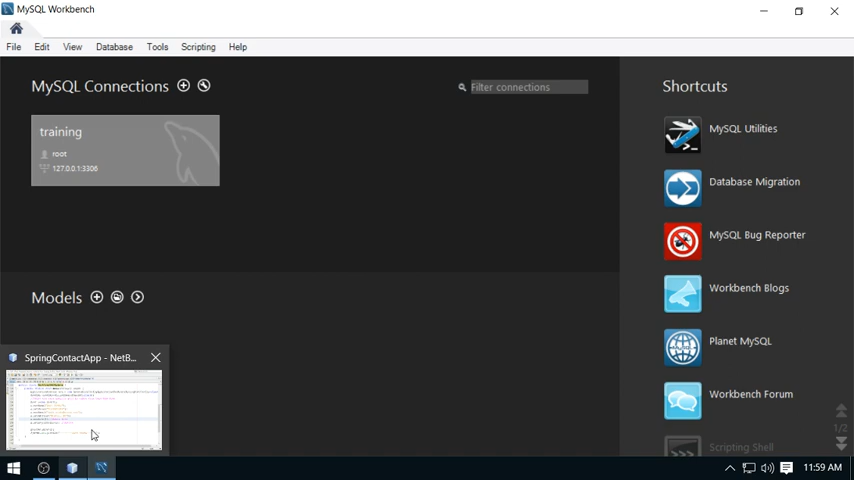 MySQL Workbench
File Edit View Database Tools Scripting Help
MySQL Connections
Filter connections
training
root
127.0.0.1:3306
Models
Shortcuts
MySQL Utilities
Database Migration
MySQL Bug Reporter
Workbench Blogs
Planet MySQL
Workbench Forum
Scripting Shell
1/2
SpringContactApp - NetB...
11:59 AM